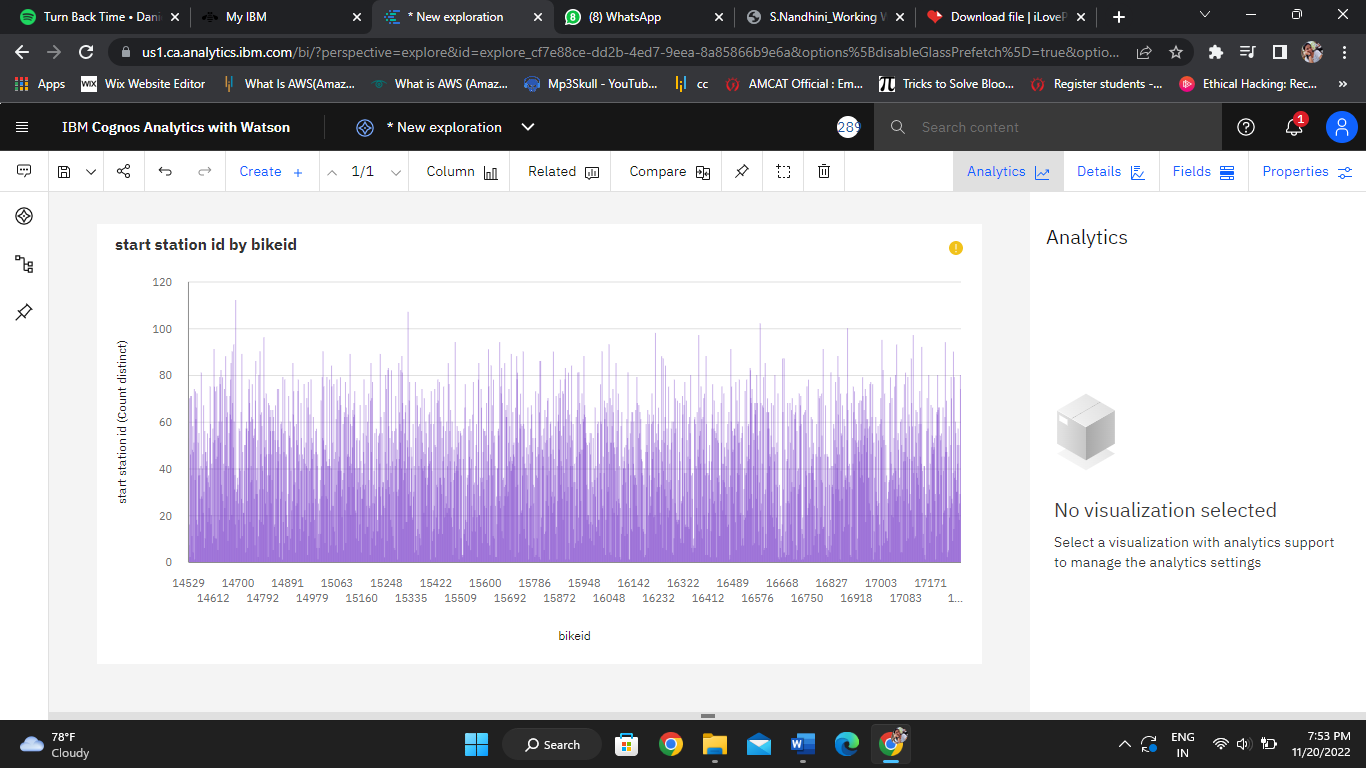 Turn Back Time • Dani
My IBM
* New exploration
8
(8) WhatsApp
S.Nandhini_Working W
Download file | iLoveP
us1.ca.analytics.ibm.com/bi/?perspective=explore&id=explore_cf7e88ce-dd2b-4ed7-9eea-8a85866b9e6a&options%5BdisableGlassPrefetch%5D=true&optio...
Apps
WIX Wix Website Editor
What Is AWS(Amaz...
What is AWS (Amaz...
Mp3Skull - YouTub...
cc
AMCAT Official : Em...
Tricks to Solve Bloo...
Register students -...
Ethical Hacking: Rec...
»
IBM Cognos Analytics with Watson
* New exploration
289
Search content
1
Create +
1/1
Column
Related
Compare
Analytics
Details
Fields
Properties
start station id by bikeid
Analytics
120
100
80
60
40
20
0
start station id (Count distinct)
14529 14700 14891 15063 15248 15422 15600 15786 15948 16142 16322 16489 16668 16827 17003 17171
14612 14792 14979 15160 15335 15509 15692 15872 16048 16232 16412 16576 16750 16918 17083 1...
bikeid
No visualization selected
Select a visualization with analytics support
to manage the analytics settings
78°F
Cloudy
Search
ENG
IN
7:53 PM
11/20/2022